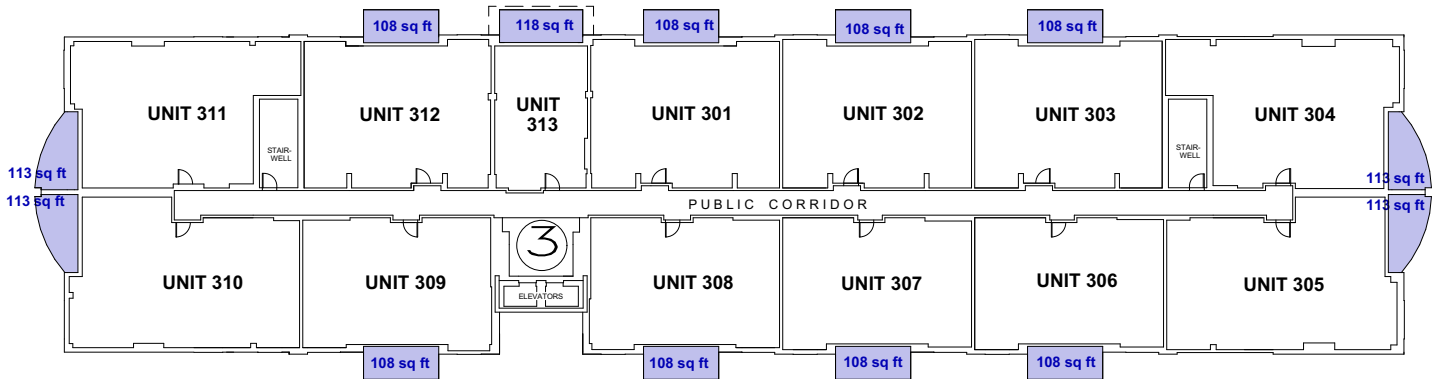 108 sq ft
118 sq ft
108 sq ft
108 sq ft
108 sq ft
UNIT 311
UNIT 312
UNIT
313
UNIT 301
UNIT 302
UNIT 303
UNIT 304
STAIR-
WELL
STAIR-
WELL
113 sq ft
113 sq ft
113 sq ft
113 sq ft
PUBLIC CORRIDOR
3
UNIT 310
UNIT 309
ELEVATORS
UNIT 308
UNIT 307
UNIT 306
UNIT 305
108 sq ft
108 sq ft
108 sq ft
108 sq ft